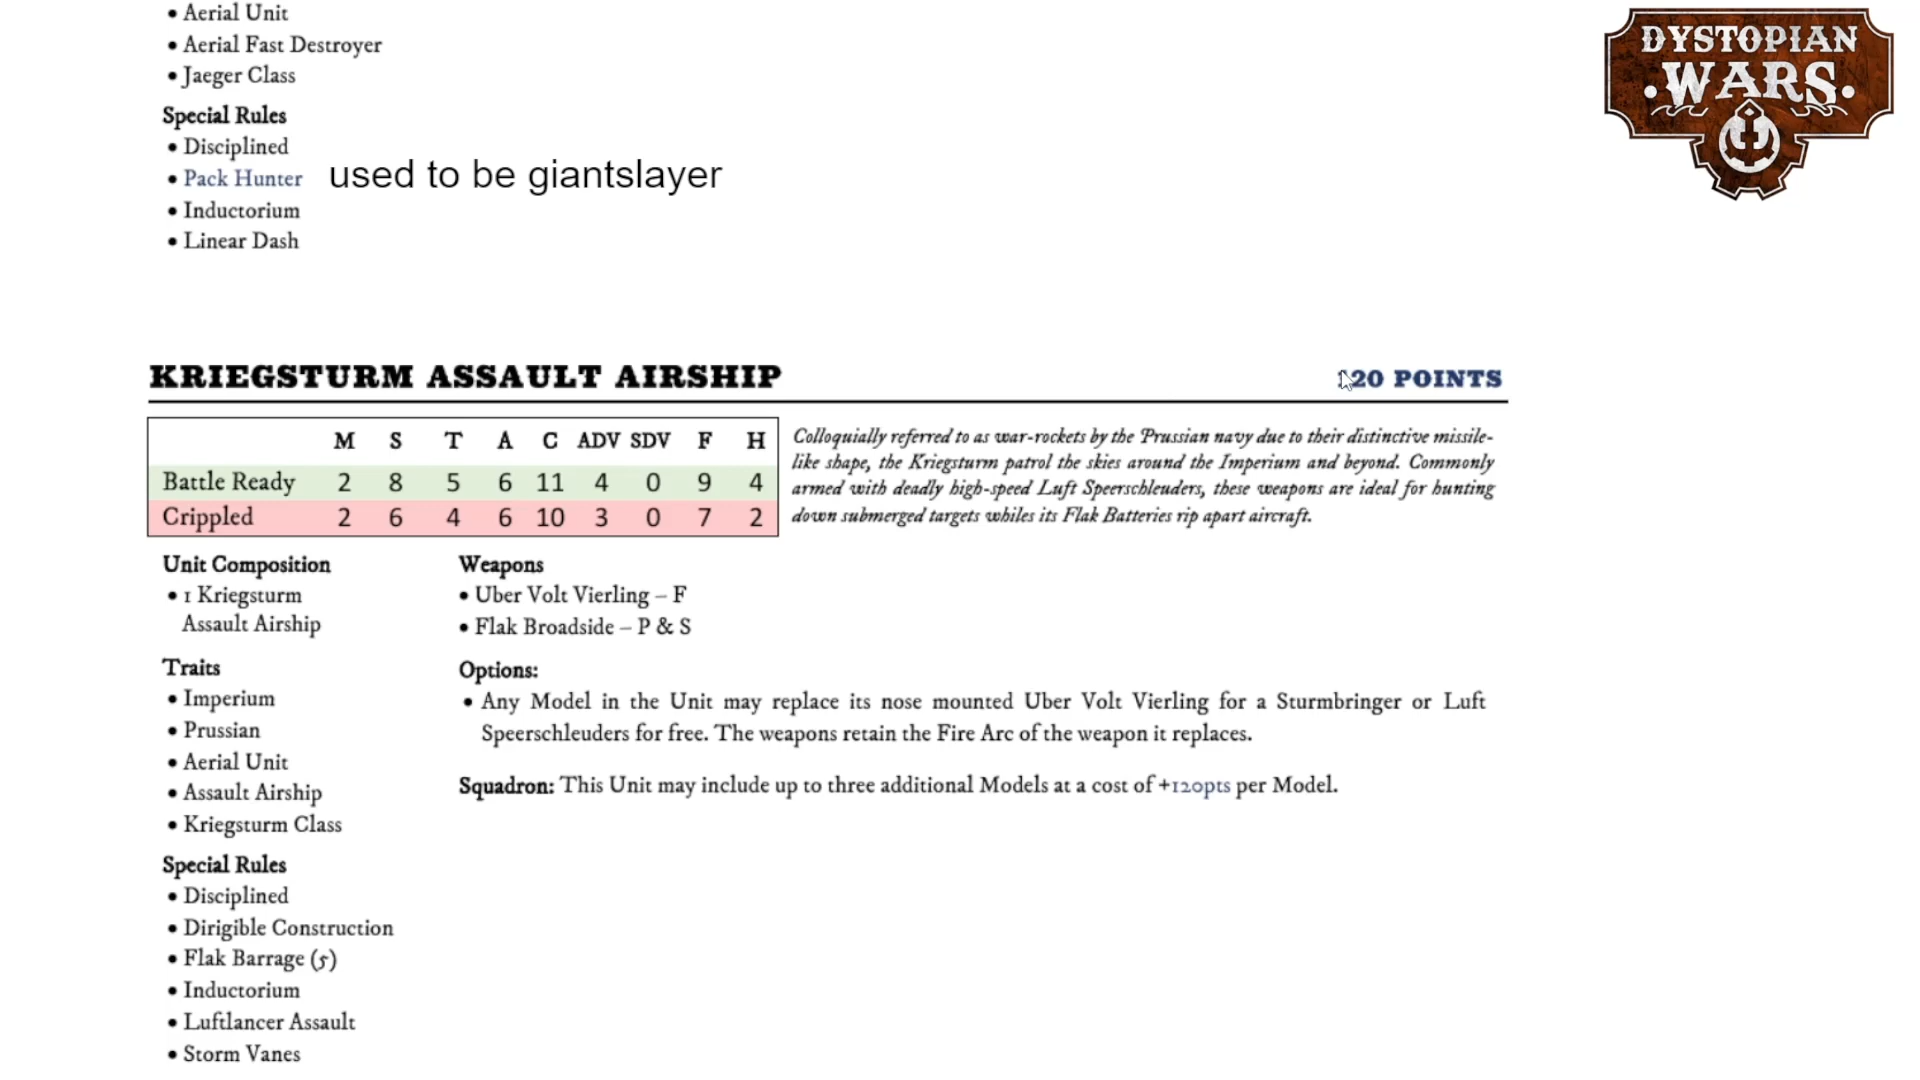 • Aerial Unit
• Aerial Fast Destroyer
• Jaeger Class
Special Rules
• Disciplined
• Pack Hunter used to be giantslayer
• Inductorium
• Linear Dash
DYSTOPIAN
• WARS •
KRIEGSTURM ASSAULT AIRSHIP 120 POINTS
M S T A C ADV SDV F H
Battle Ready 2 8 5 6 11 4 0 9 4
Crippled 2 6 4 6 10 3 0 7 2
Colloquially referred to as war-rockets by the Prussian navy due to their distinctive missile-
like shape, the Kriegsturm patrol the skies around the Imperium and beyond. Commonly
armed with deadly high-speed Luft Speerschleuders, these weapons are ideal for hunting
down submerged targets whiles its Flak Batteries rip apart aircraft.
Unit Composition
• 1 Kriegsturm
Assault Airship
Traits
• Imperium
• Prussian
• Aerial Unit
• Assault Airship
• Kriegsturm Class
Special Rules
• Disciplined
• Dirigible Construction
• Flak Barrage (5)
• Inductorium
• Luftlancer Assault
• Storm Vanes
Weapons
• Uber Volt Vierling – F
• Flak Broadside – P & S
Options:
• Any Model in the Unit may replace its nose mounted Uber Volt Vierling for a Sturmbringer or Luft
Speerschleuders for free. The weapons retain the Fire Arc of the weapon it replaces.
Squadron: This Unit may include up to three additional Models at a cost of +120pts per Model.